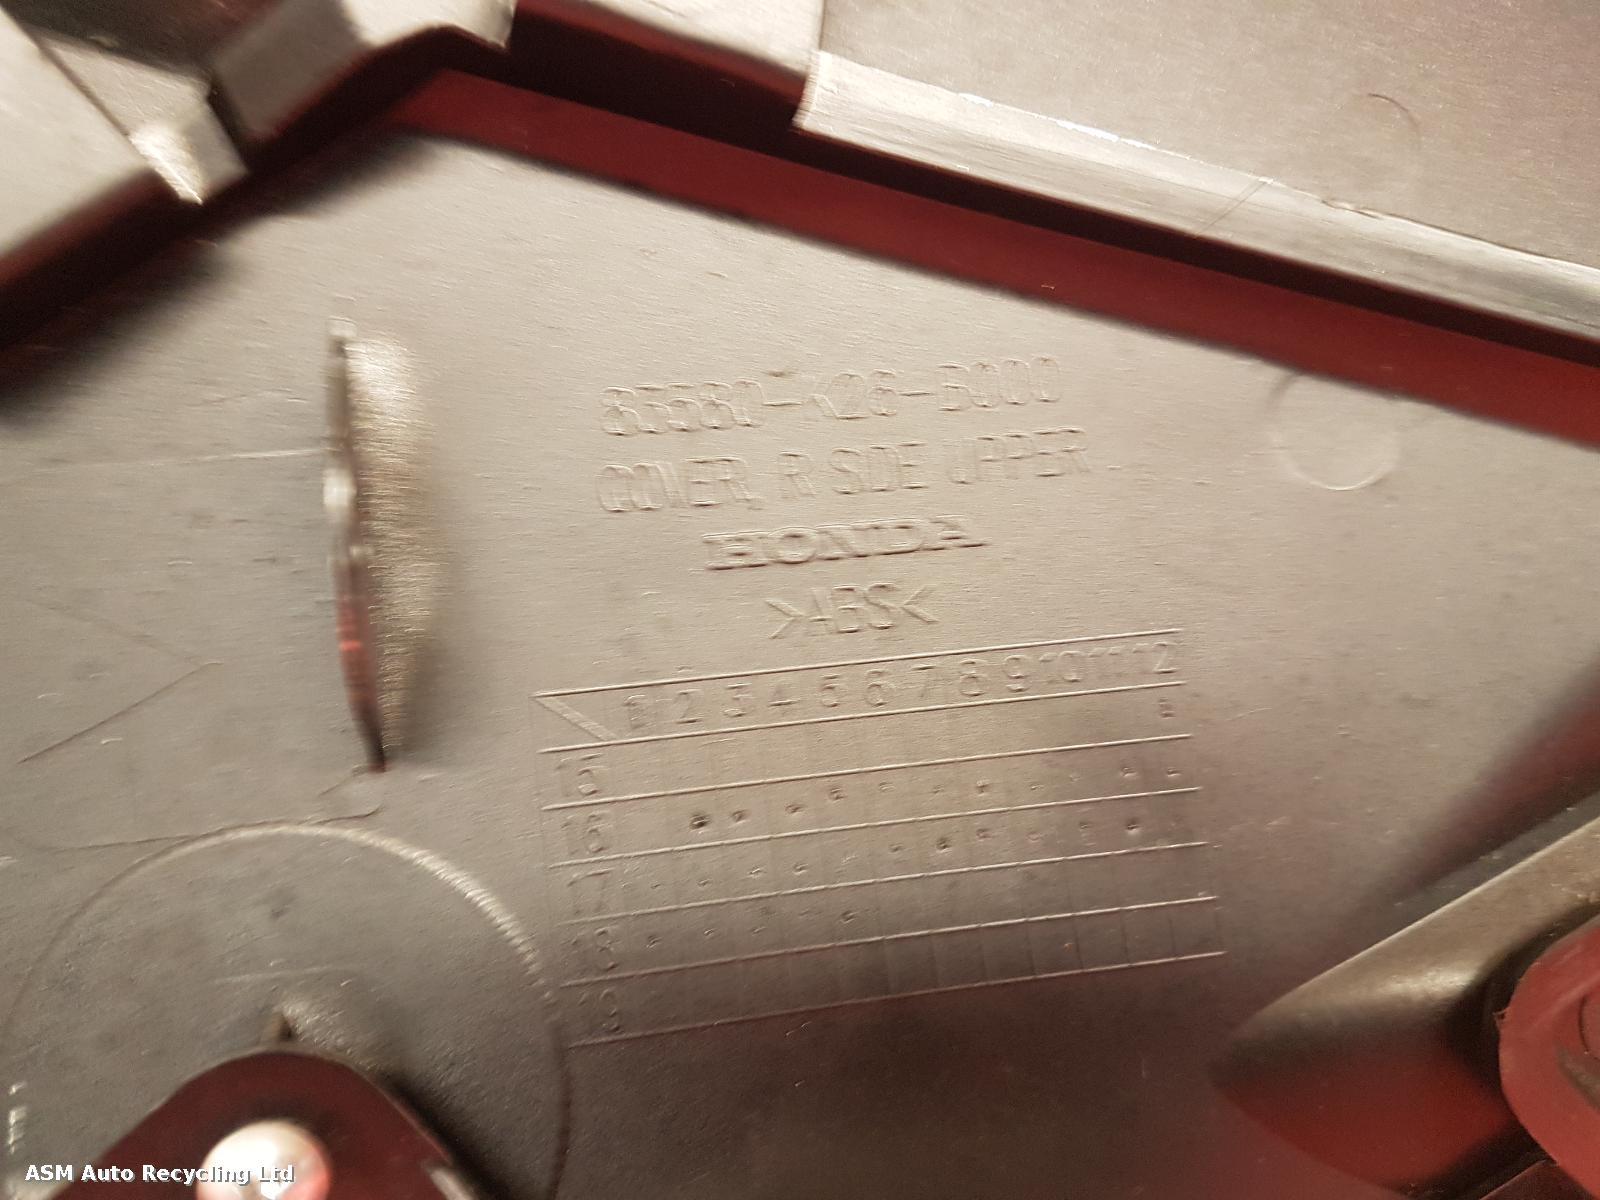 COVER, R SIDE UPPER
HONDA
>ABS<
1 2 3 4 5 6 7 8 9 10 11 12
15
16
17
18
19
ASM Auto Recycling Ltd